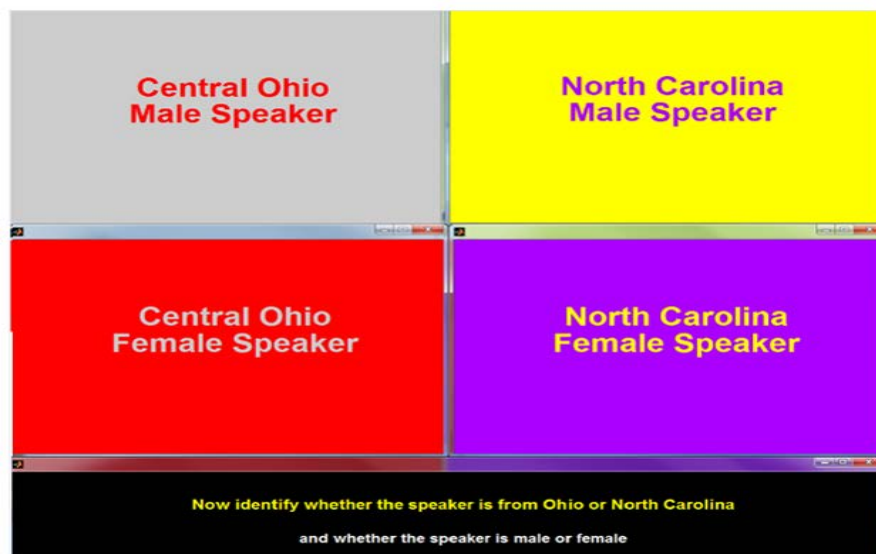 Central Ohio
Male Speaker
North Carolina
Male Speaker
Central Ohio
Female Speaker
North Carolina
Female Speaker
Now identify whether the speaker is from Ohio or North Carolina
and whether the speaker is male or female